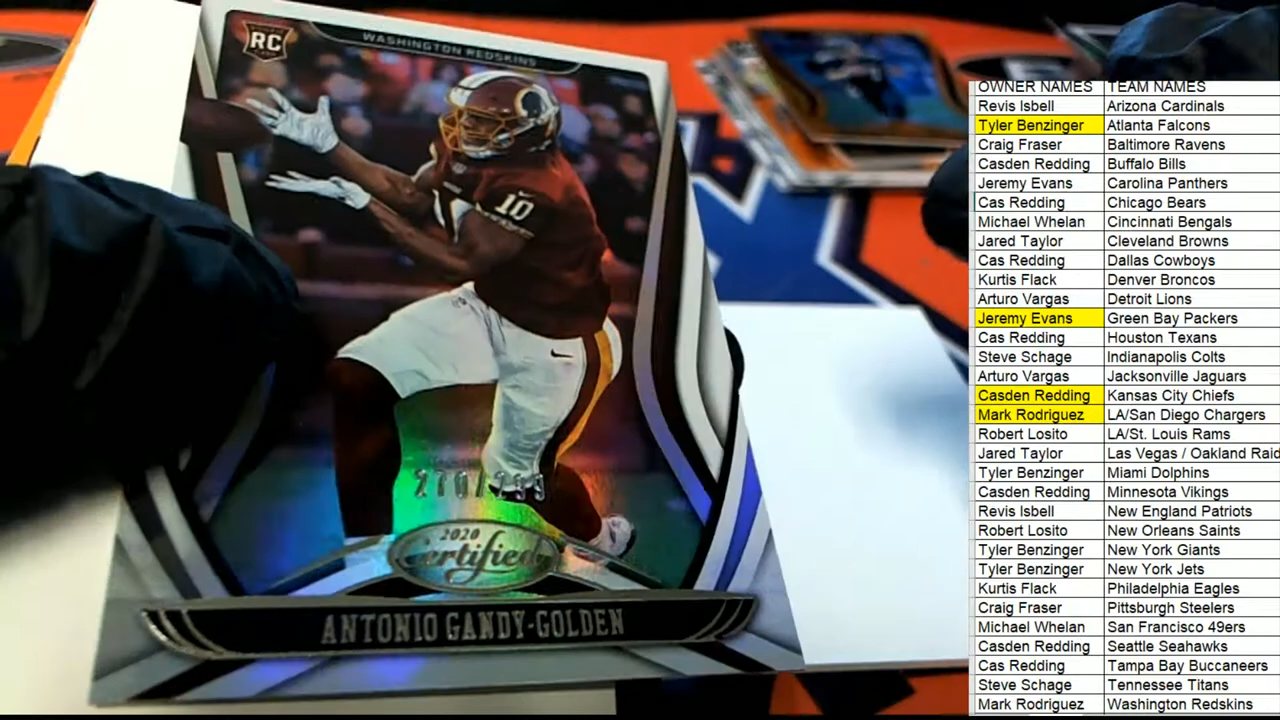 RC
WASHINGTON REDSKINS
10
2020
Certified
ANTONIO GANDY-GOLDEN
OWNER NAMES TEAM NAMES
Revis Isbell Arizona Cardinals
Tyler Benzinger Atlanta Falcons
Craig Fraser Baltimore Ravens
Casden Redding Buffalo Bills
Jeremy Evans Carolina Panthers
Cas Redding Chicago Bears
Michael Whelan Cincinnati Bengals
Jared Taylor Cleveland Browns
Cas Redding Dallas Cowboys
Kurtis Flack Denver Broncos
Arturo Vargas Detroit Lions
Jeremy Evans Green Bay Packers
Cas Redding Houston Texans
Steve Schage Indianapolis Colts
Arturo Vargas Jacksonville Jaguars
Casden Redding Kansas City Chiefs
Mark Rodriguez LA/San Diego Chargers
Robert Losito LA/St. Louis Rams
Jared Taylor Las Vegas / Oakland Raid
Tyler Benzinger Miami Dolphins
Casden Redding Minnesota Vikings
Revis Isbell New England Patriots
Robert Losito New Orleans Saints
Tyler Benzinger New York Giants
Tyler Benzinger New York Jets
Kurtis Flack Philadelphia Eagles
Craig Fraser Pittsburgh Steelers
Michael Whelan San Francisco 49ers
Casden Redding Seattle Seahawks
Cas Redding Tampa Bay Buccaneers
Steve Schage Tennessee Titans
Mark Rodriguez Washington Redskins